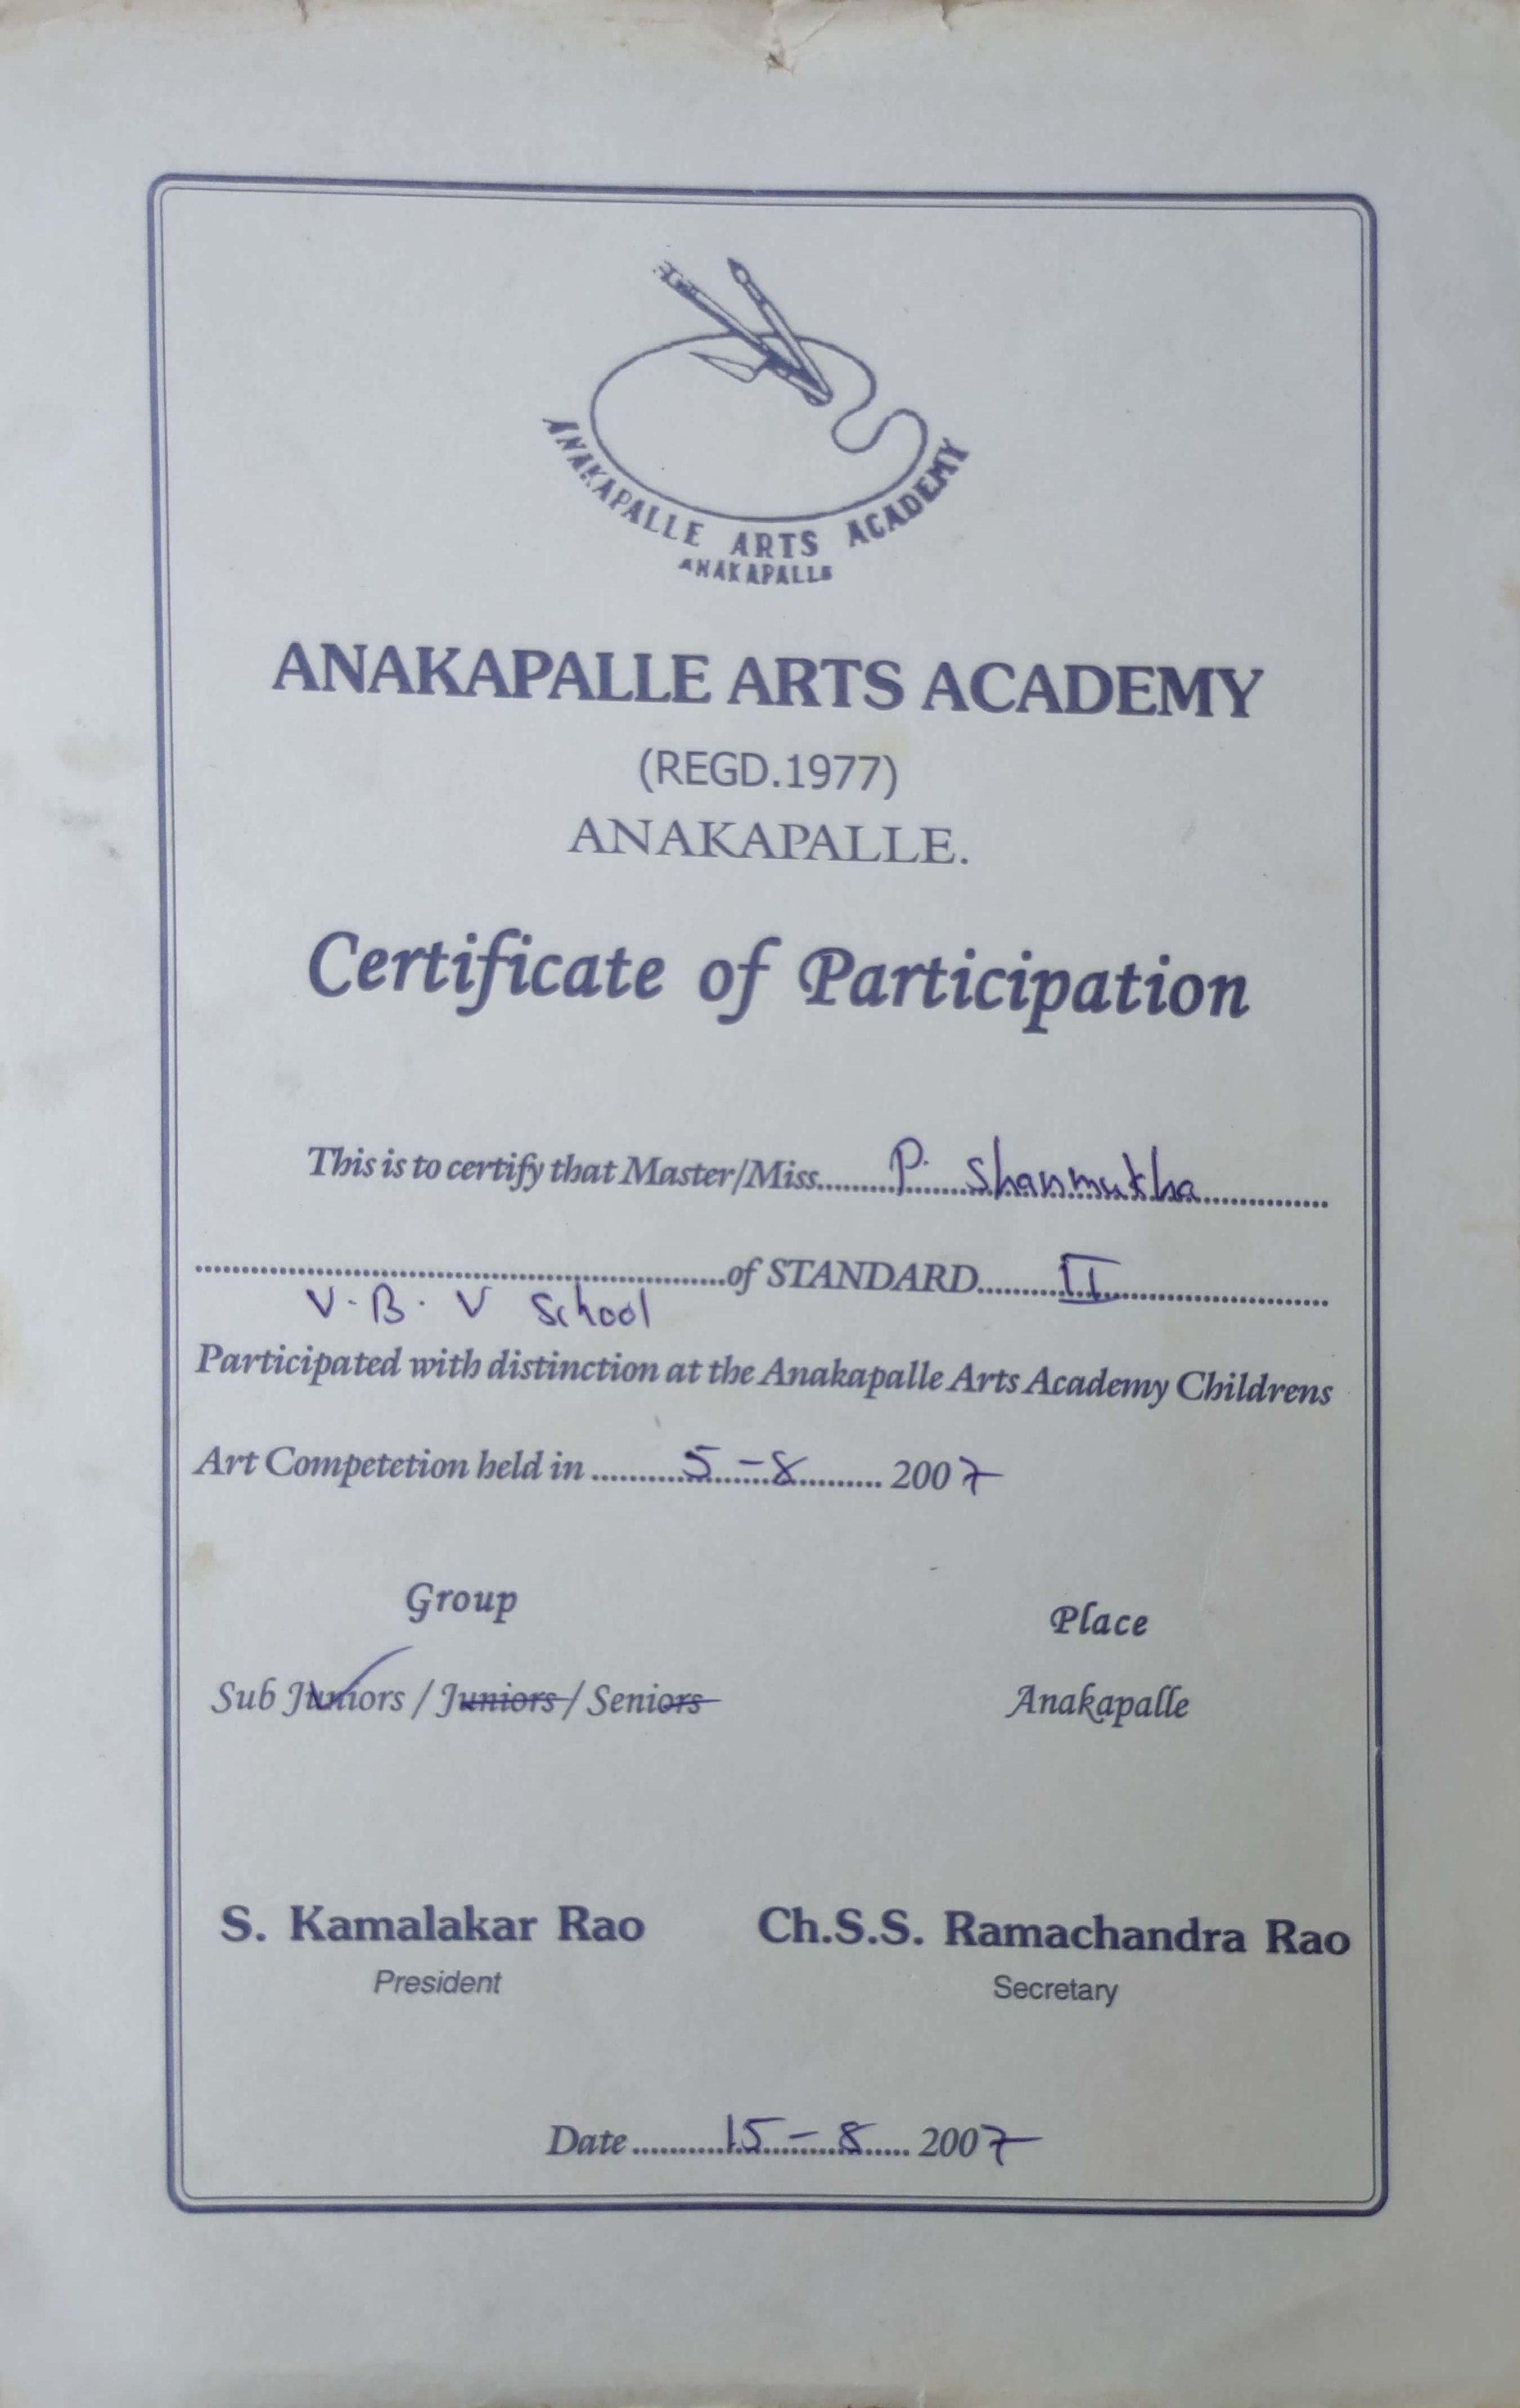 ANAKAPALLE ARTS ACADEMY
ANAKAPALLE
ANAKAPALLE ARTS ACADEMY
(REGD.1977)
ANAKAPALLE.
Certificate of Participation
This is to certify that Master/Miss.......P. Shanmukha.......
.......of STANDARD.......II.......
V. B. V School
Participated with distinction at the Anakapalle Arts Academy Childrens
Art Competetion held in .......5-8....... 2007
Group
Place
Sub Juniors / Juniors / Seniors
Anakapalle
S. Kamalakar Rao Ch.S.S. Ramachandra Rao
President Secretary
Date.......15-8....... 2007